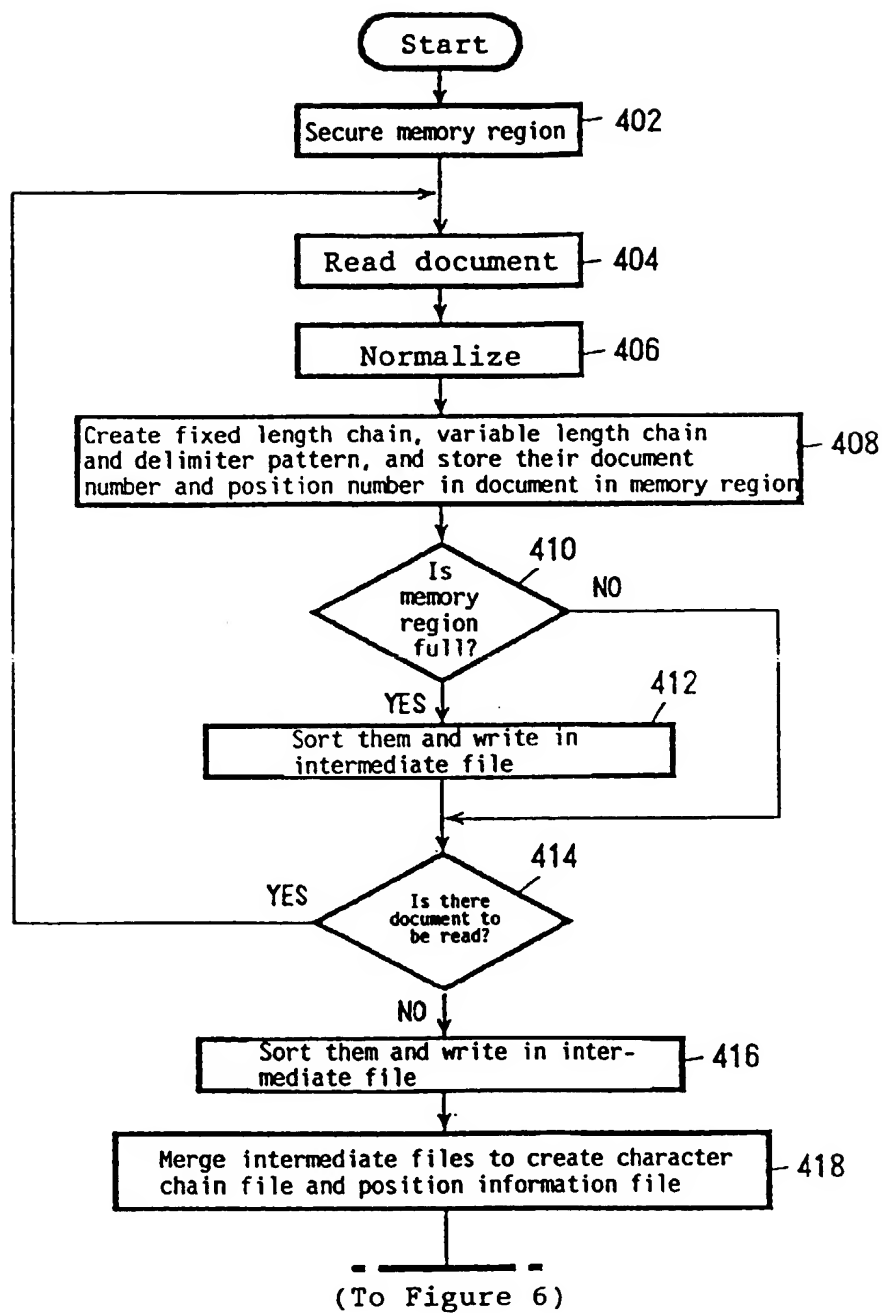 Start
Secure memory region
402
Read document
404
Normalize
406
Create fixed length chain, variable length chain
and delimiter pattern, and store their document
number and position number in document in memory region
408
410
Is
memory
region
full?
NO
YES
412
Sort them and write in
intermediate file
414
YES
Is there
document to
be read?
NO
Sort them and write in inter-
mediate file
416
Merge intermediate files to create character
chain file and position information file
418
(To Figure 6)